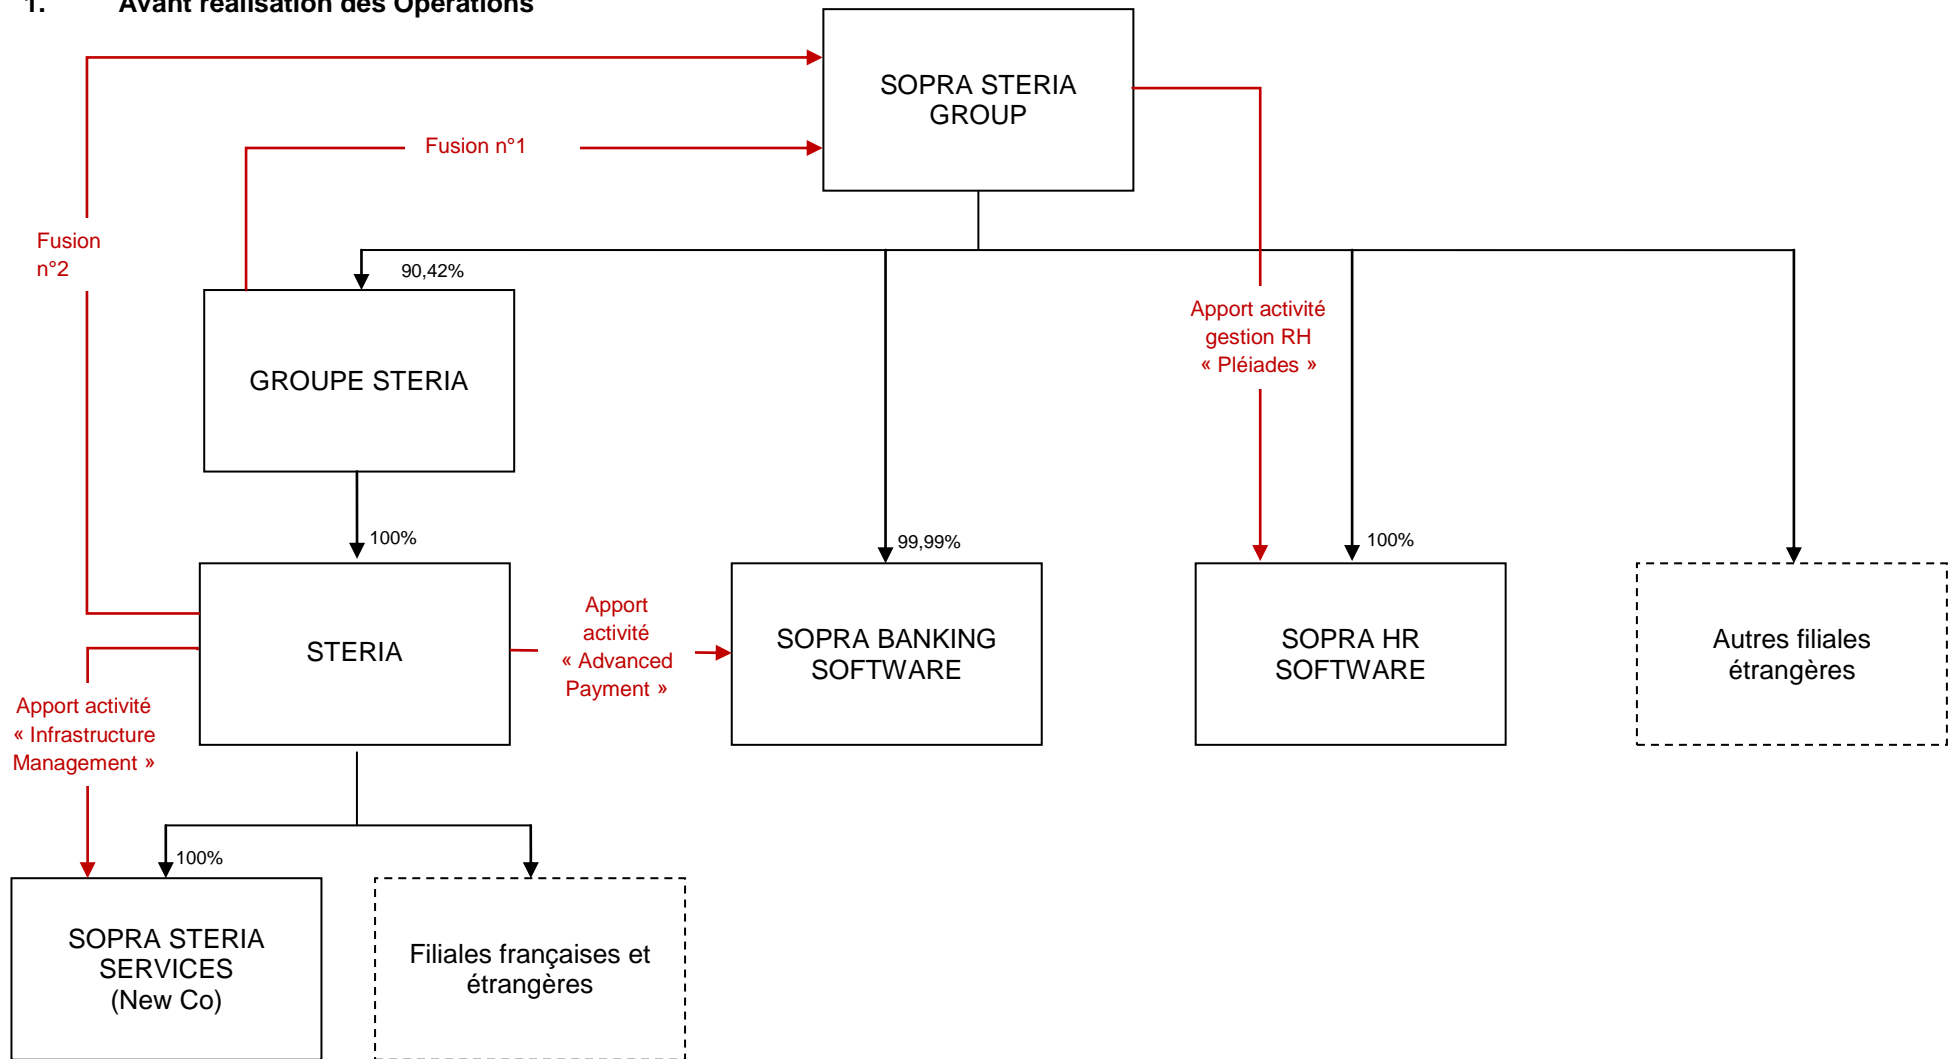 1. Avant réalisation des Opérations
SOPRA STERIA
GROUP
Fusion n°1
Fusion
n°2
90,42%
Apport activité
gestion RH
« Pléiades »
GROUPE STERIA
100%
99,99%
100%
STERIA
Apport
activité
« Advanced
Payment »
SOPRA BANKING
SOFTWARE
SOPRA HR
SOFTWARE
Autres filiales
étrangères
Apport activité
« Infrastructure
Management »
100%
SOPRA STERIA
SERVICES
(New Co)
Filiales françaises et
étrangères